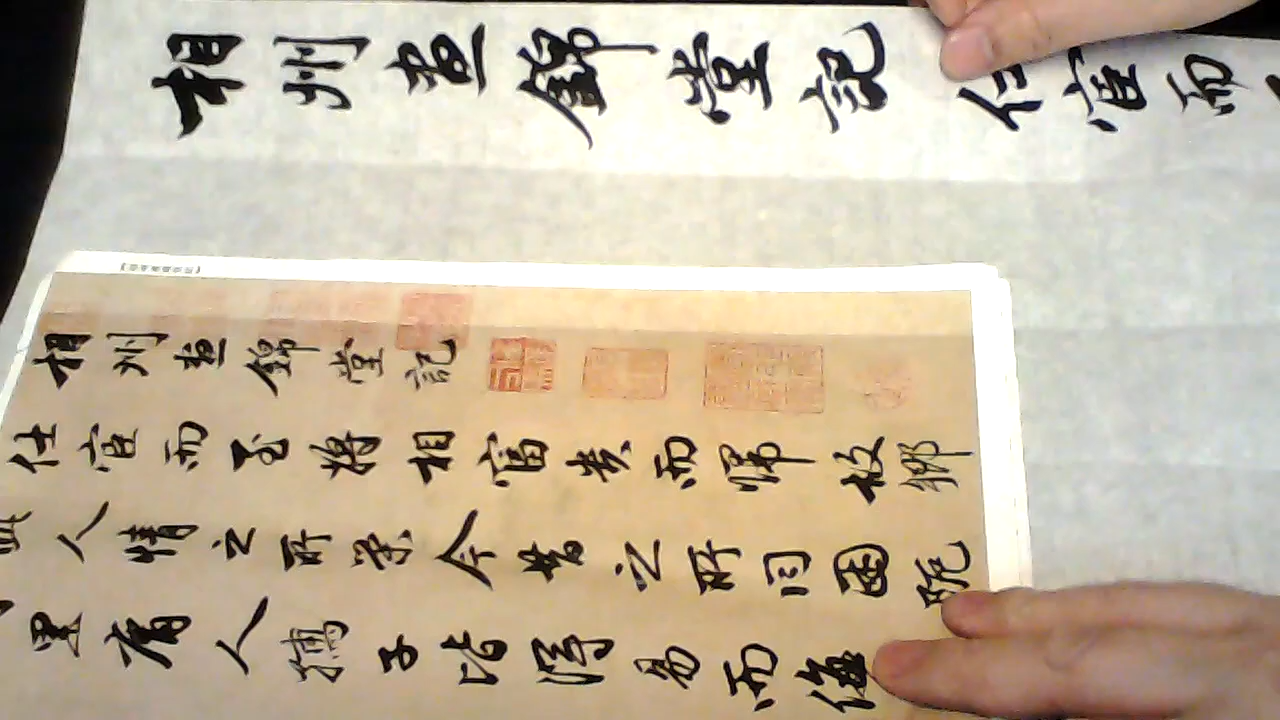 相州晝錦堂記仕宦而
相州晝錦堂記
仕宦而至將相富貴而歸故鄉
此人情之所榮今昔之所同困阨
里庸人孺子皆得易而侮